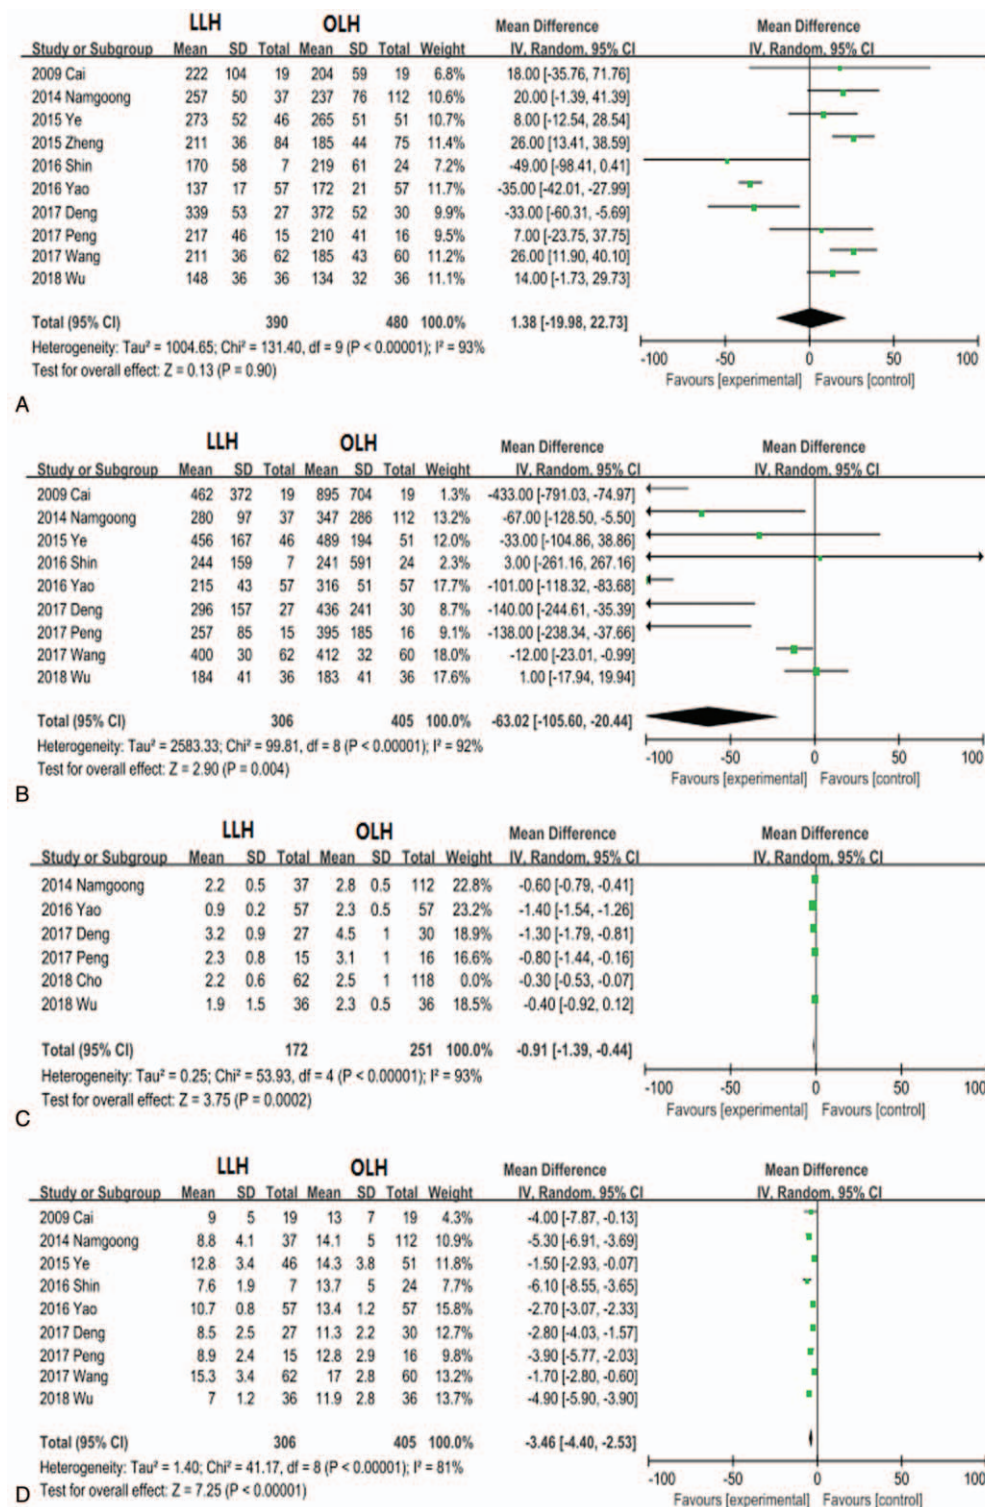 LLH OLH Mean Difference Mean Difference
Study or Subgroup Mean SD Total Mean SD Total Weight IV, Random, 95% CI IV, Random, 95% CI
2009 Cai 222 104 19 204 59 19 6.8% 18.00 [-35.76, 71.76]
2014 Namgoong 257 50 37 237 76 112 10.6% 20.00 [-1.39, 41.39]
2015 Ye 273 52 46 265 51 51 10.7% 8.00 [-12.54, 28.54]
2015 Zheng 211 36 84 185 44 75 11.4% 26.00 [13.41, 38.59]
2016 Shin 170 58 7 219 61 24 7.2% -49.00 [-98.41, 0.41]
2016 Yao 137 17 57 172 21 57 11.7% -35.00 [-42.01, -27.99]
2017 Deng 339 53 27 372 52 30 9.8% -33.00 [-60.31, -5.69]
2017 Peng 217 46 15 210 41 16 9.5% 7.00 [-23.75, 37.75]
2017 Wang 211 36 62 185 43 60 11.2% 26.00 [11.90, 40.10]
2018 Wu 148 36 36 134 32 36 11.1% 14.00 [-1.73, 29.73]
Total (95% CI) 390 480 100.0% 1.38 [-19.98, 22.73]
Heterogeneity: Tau² = 1004.65; Chi² = 131.40, df = 9 (P < 0.00001); I² = 93%
Test for overall effect: Z = 0.13 (P = 0.90)
-100 -50 0 50 100
Favours [experimental] Favours [control]
A
LLH OLH Mean Difference Mean Difference
Study or Subgroup Mean SD Total Mean SD Total Weight IV, Random, 95% CI IV, Random, 95% CI
2009 Cai 462 372 19 895 704 19 1.3% -433.00 [-791.03, -74.97]
2014 Namgoong 280 97 37 347 286 112 13.2% -67.00 [-128.50, -5.50]
2015 Ye 456 167 46 489 194 51 12.0% -33.00 [-104.86, 38.86]
2016 Shin 244 159 7 241 591 24 2.3% 3.00 [-261.16, 267.16]
2016 Yao 215 43 57 316 51 57 17.7% -101.00 [-118.32, -83.68]
2017 Deng 296 157 27 436 241 30 8.7% -140.00 [-244.61, -35.39]
2017 Peng 257 85 15 395 185 16 9.1% -138.00 [-238.34, -37.66]
2017 Wang 400 30 62 412 32 60 18.0% -12.00 [-23.01, -0.99]
2018 Wu 184 41 36 183 41 36 17.6% 1.00 [-17.94, 19.94]
Total (95% CI) 306 405 100.0% -63.02 [-105.60, -20.44]
Heterogeneity: Tau² = 2583.33; Chi² = 99.81, df = 8 (P < 0.00001); I² = 92%
Test for overall effect: Z = 2.90 (P = 0.004)
-100 -50 0 50 100
Favours [experimental] Favours [control]
B
LLH OLH Mean Difference Mean Difference
Study or Subgroup Mean SD Total Mean SD Total Weight IV, Random, 95% CI IV, Random, 95% CI
2014 Namgoong 2.2 0.5 37 2.8 0.5 112 22.8% -0.60 [-0.79, -0.41]
2016 Yao 0.9 0.2 57 2.3 0.5 57 23.2% -1.40 [-1.54, -1.26]
2017 Deng 3.2 0.9 27 4.5 1 30 18.9% -1.30 [-1.79, -0.81]
2017 Peng 2.3 0.8 15 3.1 1 16 16.6% -0.80 [-1.44, -0.16]
2018 Cho 2.2 0.6 62 2.5 1 118 0.0% -0.30 [-0.53, -0.07]
2018 Wu 1.9 1.5 36 2.3 0.5 36 18.5% -0.40 [-0.92, 0.12]
Total (95% CI) 172 251 100.0% -0.91 [-1.39, -0.44]
Heterogeneity: Tau² = 0.25; Chi² = 53.93, df = 4 (P < 0.00001); I² = 93%
Test for overall effect: Z = 3.75 (P = 0.0002)
-100 -50 0 50 100
Favours [experimental] Favours [control]
C
LLH OLH Mean Difference Mean Difference
Study or Subgroup Mean SD Total Mean SD Total Weight IV, Random, 95% CI IV, Random, 95% CI
2009 Cai 9 5 19 13 7 19 4.3% -4.00 [-7.87, -0.13]
2014 Namgoong 8.8 4.1 37 14.1 5 112 10.9% -5.30 [-6.91, -3.69]
2015 Ye 12.8 3.4 46 14.3 3.8 51 11.8% -1.50 [-2.93, -0.07]
2016 Shin 7.6 1.9 7 13.7 5 24 7.7% -6.10 [-8.55, -3.65]
2016 Yao 10.7 0.8 57 13.4 1.2 57 15.8% -2.70 [-3.07, -2.33]
2017 Deng 8.5 2.5 27 11.3 2.2 30 12.7% -2.80 [-4.03, -1.57]
2017 Peng 8.9 2.4 15 12.8 2.9 16 9.8% -3.90 [-5.77, -2.03]
2017 Wang 15.3 3.4 62 17 2.8 60 13.2% -1.70 [-2.80, -0.60]
2018 Wu 7 1.2 36 11.9 2.8 36 13.7% -4.90 [-5.90, -3.90]
Total (95% CI) 306 405 100.0% -3.46 [-4.40, -2.53]
Heterogeneity: Tau² = 1.40; Chi² = 41.17, df = 8 (P < 0.00001); I² = 81%
Test for overall effect: Z = 7.25 (P < 0.00001)
-100 -50 0 50 100
Favours [experimental] Favours [control]
D